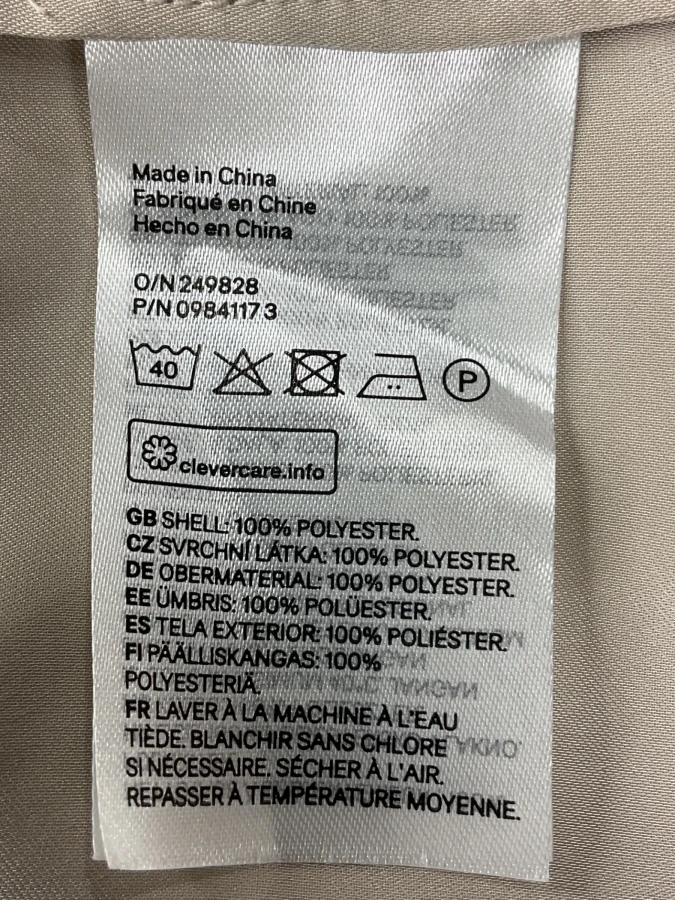 Made in China
Fabriqué en Chine
Hecho en China
O/N 249828
P/N 0984117 3
40
P
clevercare.info
GB SHELL: 100% POLYESTER.
CZ SVRCHNÍ LÁTKA: 100% POLYESTER.
DE OBERMATERIAL: 100% POLYESTER.
EE ÜMBRIS: 100% POLÜESTER.
ES TELA EXTERIOR: 100% POLIÉSTER.
FI PÄÄLLISKANGAS: 100%
POLYESTERIÄ.
FR LAVER À LA MACHINE À L'EAU
TIÈDE. BLANCHIR SANS CHLORE
SI NÉCESSAIRE. SÉCHER À L'AIR.
REPASSER À TEMPÉRATURE MOYENNE.